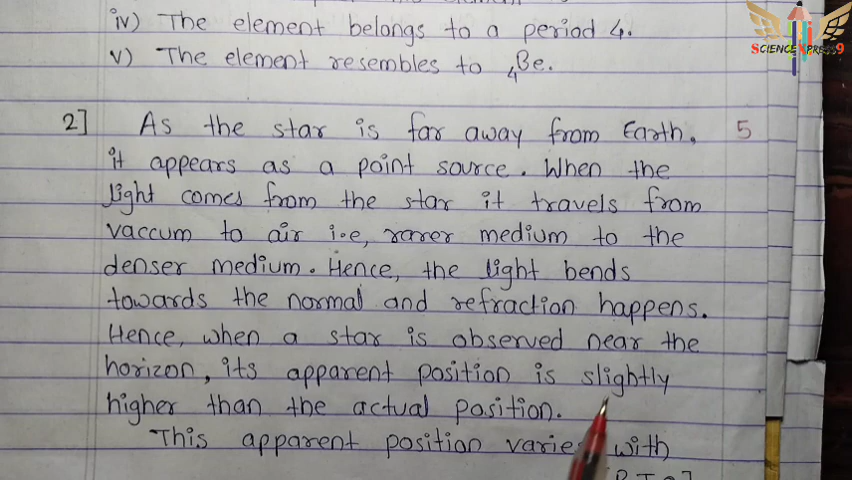 iv) The element belongs to a period 4.
v) The element resembles to ₄Be.
SCIENCEXPRESS9
2] As the star is far away from Earth, 5
it appears as a point source. When the
light comes from the star it travels from
vaccum to air i.e, rarer medium to the
denser medium. Hence, the light bends
towards the normal and refraction happens.
Hence, when a star is observed near the
horizon, its apparent position is slightly
higher than the actual position.
This apparent position varies with